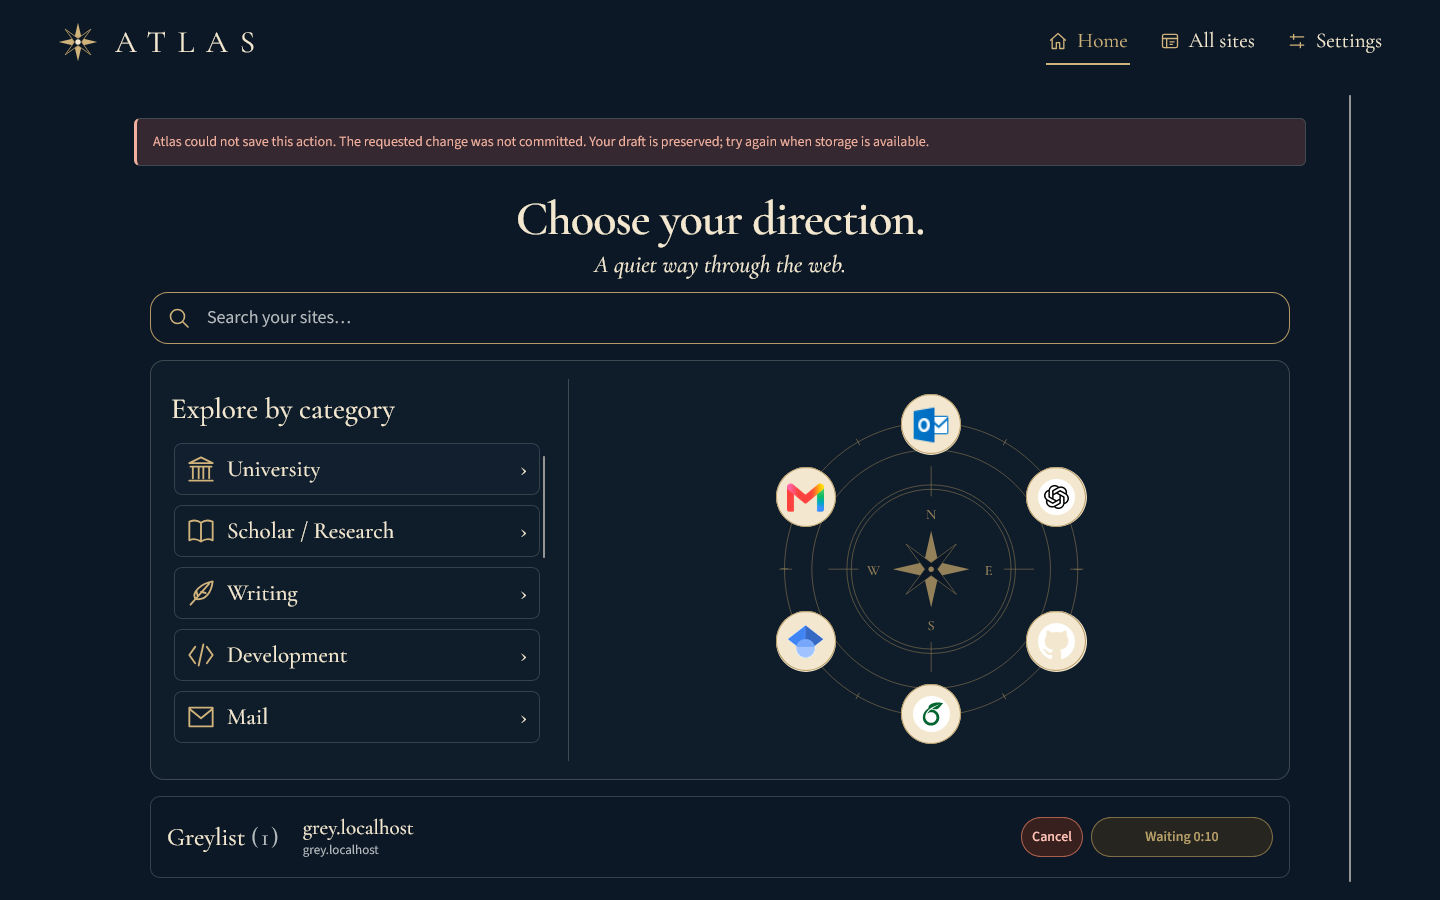 ATLAS
Home
All sites
Settings
Atlas could not save this action. The requested change was not committed. Your draft is preserved; try again when storage is available.
Choose your direction.
A quiet way through the web.
Search your sites…
Explore by category
University ›
Scholar / Research ›
Writing ›
Development ›
Mail ›
N
W
E
S
Greylist (1)
grey.localhost
grey.localhost
Cancel
Waiting 0:10